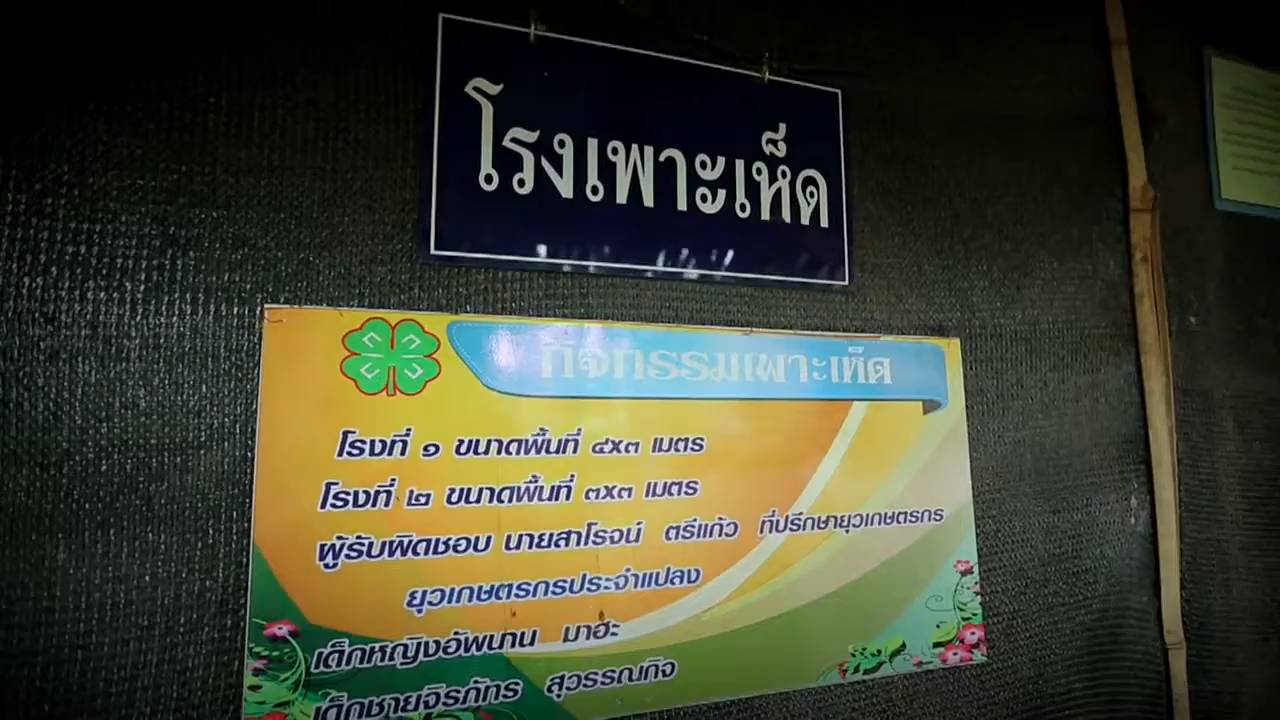 โรงเพาะเห็ด
กิจกรรมเพาะเห็ด
โรงที่ ๑ ขนาดพื้นที่ ๔x๓ เมตร
โรงที่ ๒ ขนาดพื้นที่ ๓x๓ เมตร
ผู้รับผิดชอบ นายสาโรจน์ ตรีแก้ว ที่ปรึกษายุวเกษตรกร
ยุวเกษตรกรประจำแปลง
เด็กหญิงอัพนาน มาฮะ
เด็กชายจิรภัทร สุวรรณกิจ